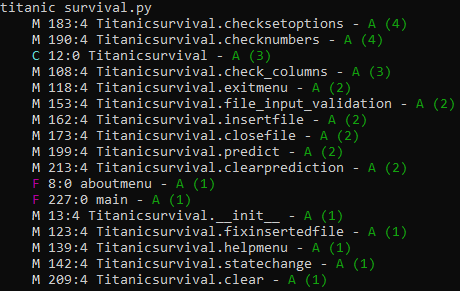 titanic survival.py
M 183:4 Titanicsurvival.checksetoptions - A (4)
M 190:4 Titanicsurvival.checknumbers - A (4)
C 12:0 Titanicsurvival - A (3)
M 108:4 Titanicsurvival.check_columns - A (3)
M 118:4 Titanicsurvival.exitmenu - A (2)
M 153:4 Titanicsurvival.file_input_validation - A (2)
M 162:4 Titanicsurvival.insertfile - A (2)
M 173:4 Titanicsurvival.closefile - A (2)
M 199:4 Titanicsurvival.predict - A (2)
M 213:4 Titanicsurvival.clearprediction - A (2)
F 8:0 aboutmenu - A (1)
F 227:0 main - A (1)
M 13:4 Titanicsurvival.__init__ - A (1)
M 123:4 Titanicsurvival.fixinsertedfile - A (1)
M 139:4 Titanicsurvival.helpmenu - A (1)
M 142:4 Titanicsurvival.statechange - A (1)
M 209:4 Titanicsurvival.clear - A (1)